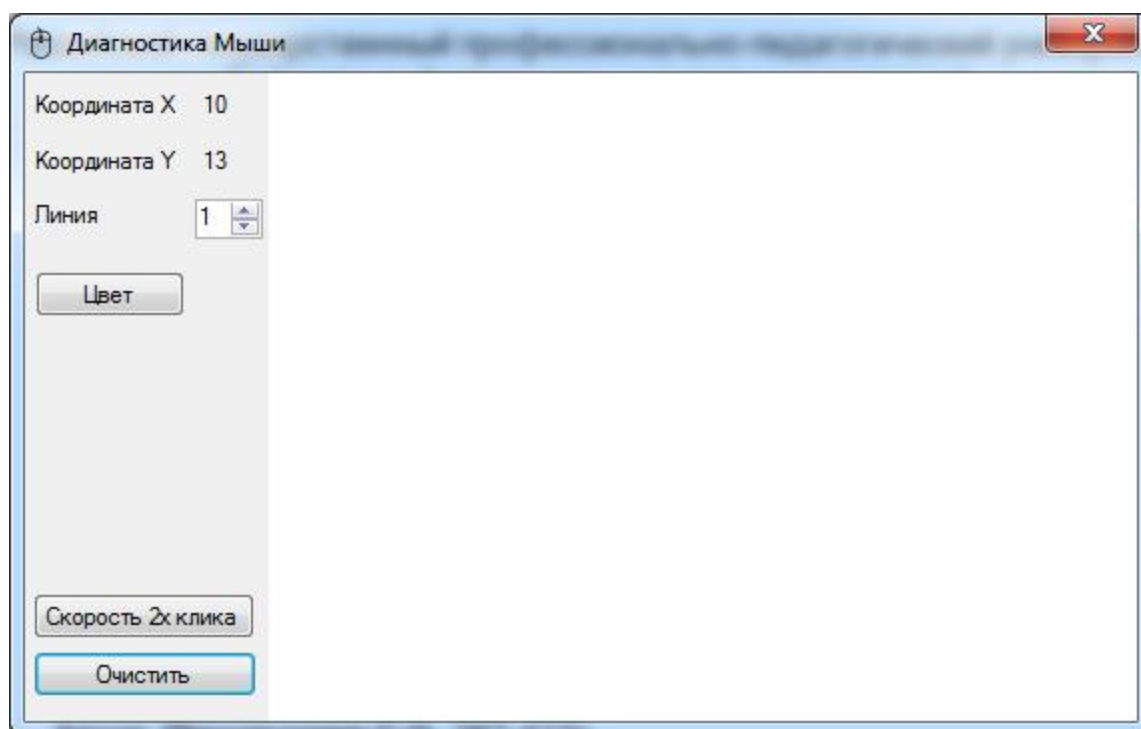 Диагностика Мыши
Координата X 10
Координата Y 13
Линия 1
Цвет
Скорость 2х клика
Очистить